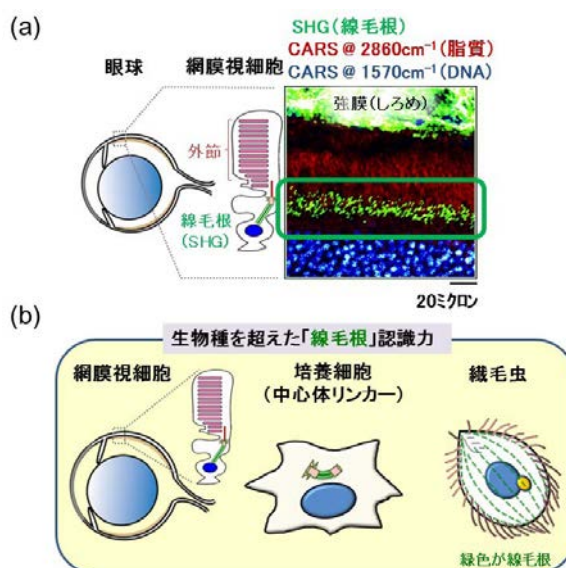 (a)
SHG(線毛根)
CARS @ 2860cm⁻¹(脂質)
CARS @ 1570cm⁻¹(DNA)
眼球
網膜視細胞
強膜(しろめ)
外節
線毛根
(SHG)
20ミクロン
(b)
生物種を超えた「線毛根」認識力
網膜視細胞
培養細胞
(中心体リンカー)
繊毛虫
緑色が線毛根